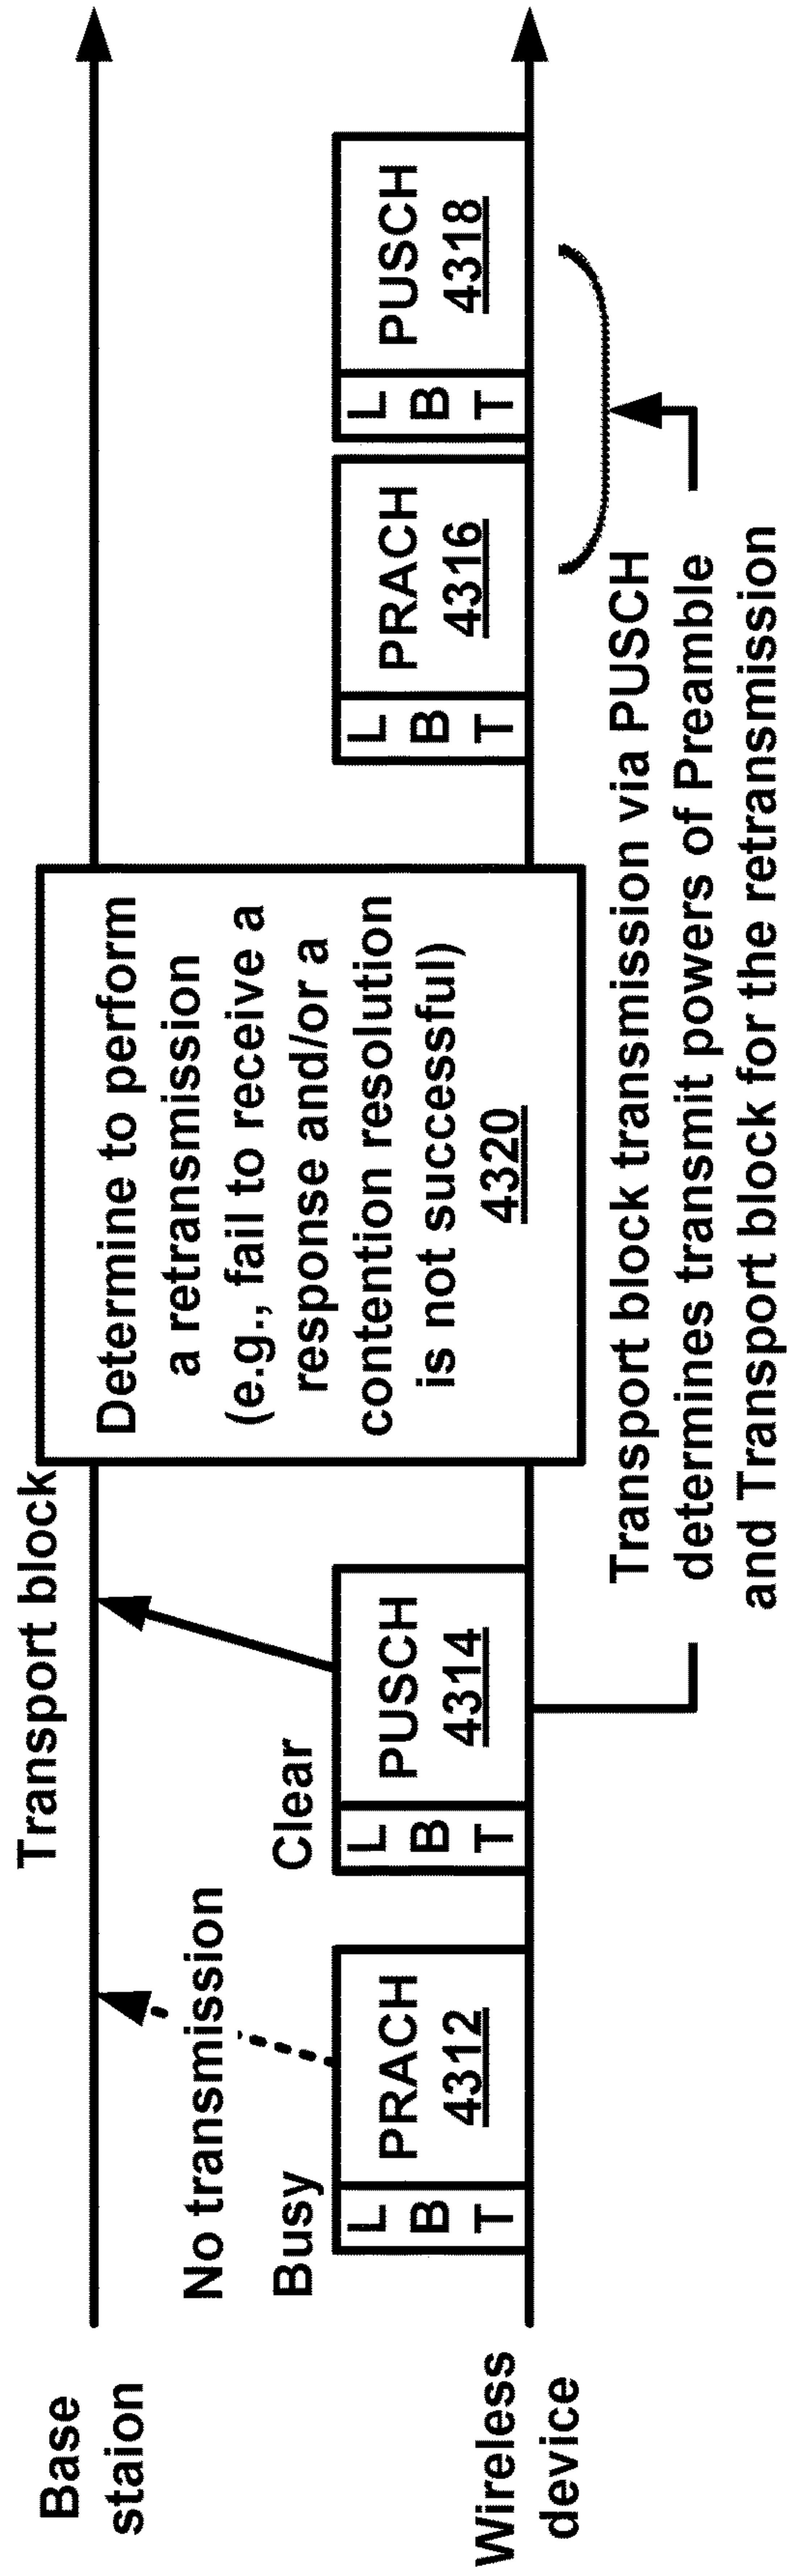 Base
staion
Wireless
device
No transmission
Busy
L
B
T
PRACH
4312
Transport block
Clear
L
B
T
PUSCH
4314
Determine to perform
a retransmission
(e.g., fail to receive a
response and/or a
contention resolution
is not successful)
4320
L
B
T
PRACH
4316
L
B
T
PUSCH
4318
Transport block transmission via PUSCH
determines transmit powers of Preamble
and Transport block for the retransmission